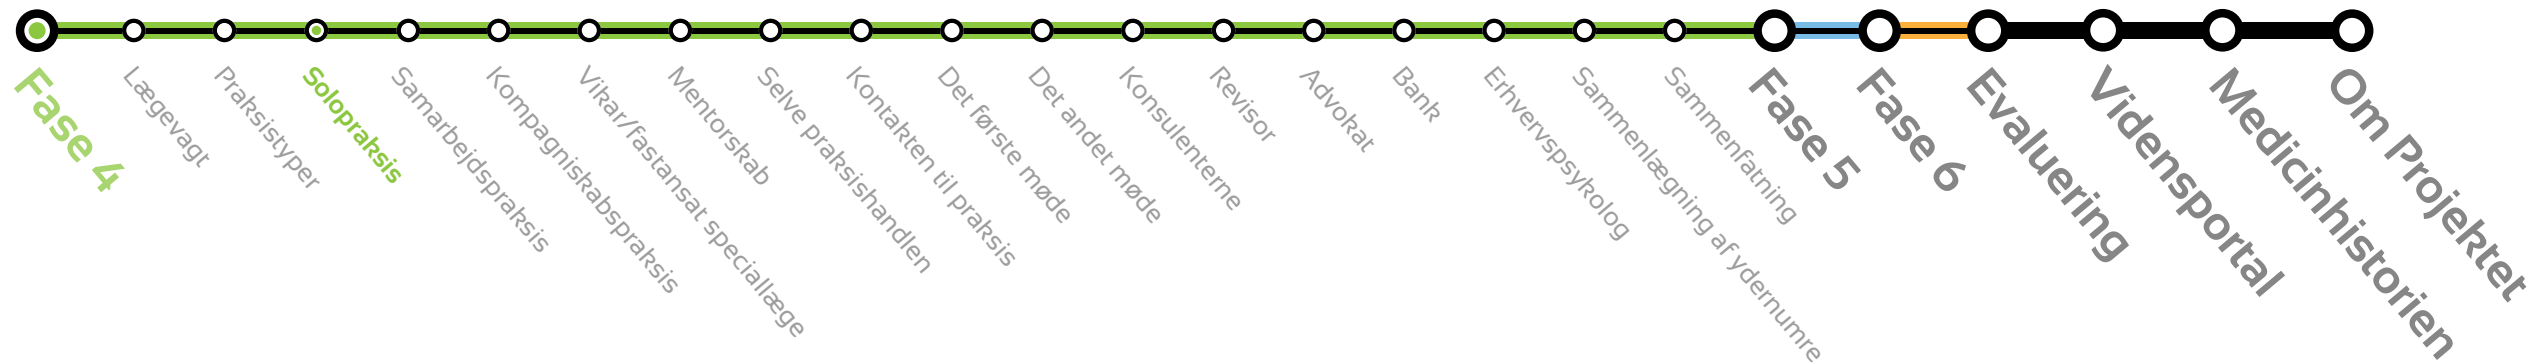 Fase 4
Lægevagt
Praksistyper
Solopraksis
Samarbejdspraksis
Kompagniskabspraksis
Vikar/fastansat speciallæge
Mentorskab
Selve praksishandlen
Kontakten til praksis
Det første møde
Det andet møde
Konsulenterne
Revisor
Advokat
Bank
Erhvervspsykolog
Sammenlægning af ydernumre
Sammenfatning
Fase 5
Fase 6
Evaluering
Vidensportal
Medicinhistorien
Om Projektet